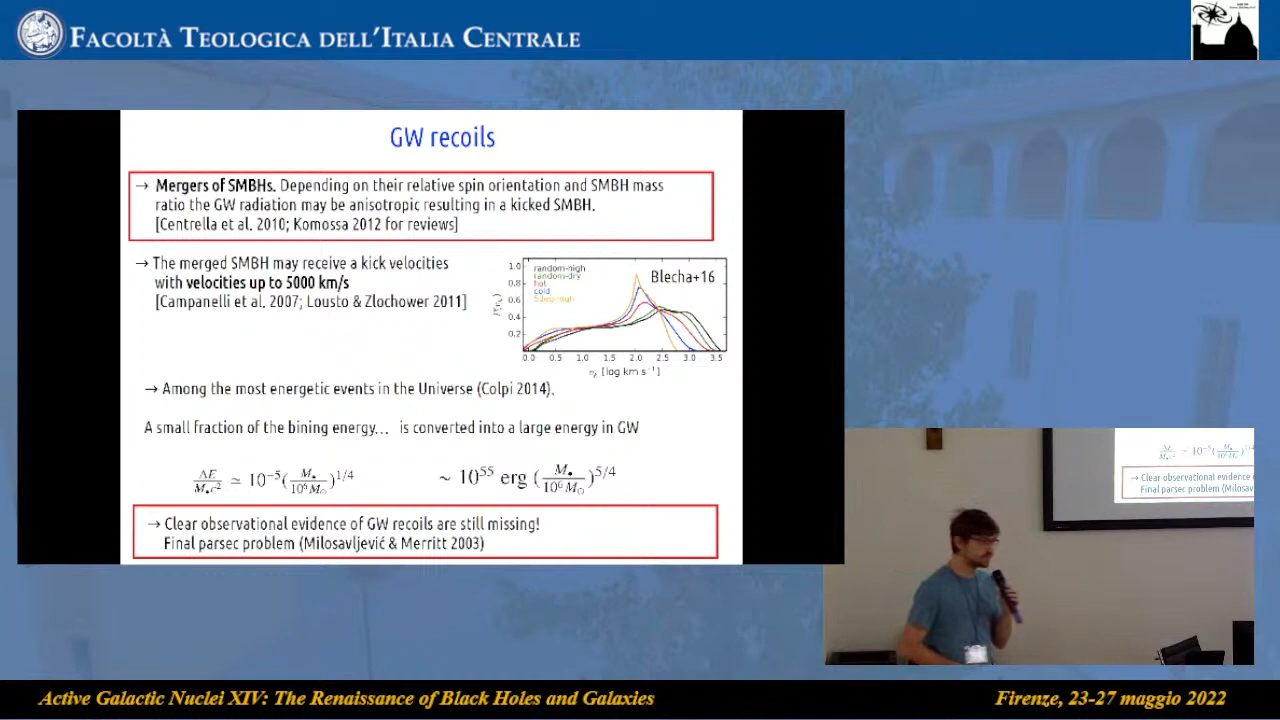 FACOLTÀ TEOLOGICA DELL'ITALIA CENTRALE
GW recoils
→ Mergers of SMBHs. Depending on their relative spin orientation and SMBH mass
ratio the GW radiation may be anisotropic resulting in a kicked SMBH.
[Centrella et al. 2010; Komossa 2012 for reviews]
→ The merged SMBH may receive a kick velocities
with velocities up to 5000 km/s
[Campanelli et al. 2007; Lousto & Zlochower 2011]
random-high
random-dry
hot
cold
5deg-high
Blecha+16
1.0
0.8
0.6
0.4
0.2
0.0 0.5 1.0 1.5 2.0 2.5 3.0 3.5
[log km s⁻¹]
→ Among the most energetic events in the Universe (Colpi 2014).
A small fraction of the bining energy... is converted into a large energy in GW
ΔE/M•c² ≃ 10⁻⁵(M•/10⁶M⊙)^1/4 ~ 10⁵⁵ erg (M•/10⁶M⊙)^5/4
→ Clear observational evidence of GW recoils are still missing!
Final parsec problem (Milosavljević & Merritt 2003)
→ Clear observational evidence
Final parsec problem (Milosav
Active Galactic Nuclei XIV: The Renaissance of Black Holes and Galaxies
Firenze, 23-27 maggio 2022